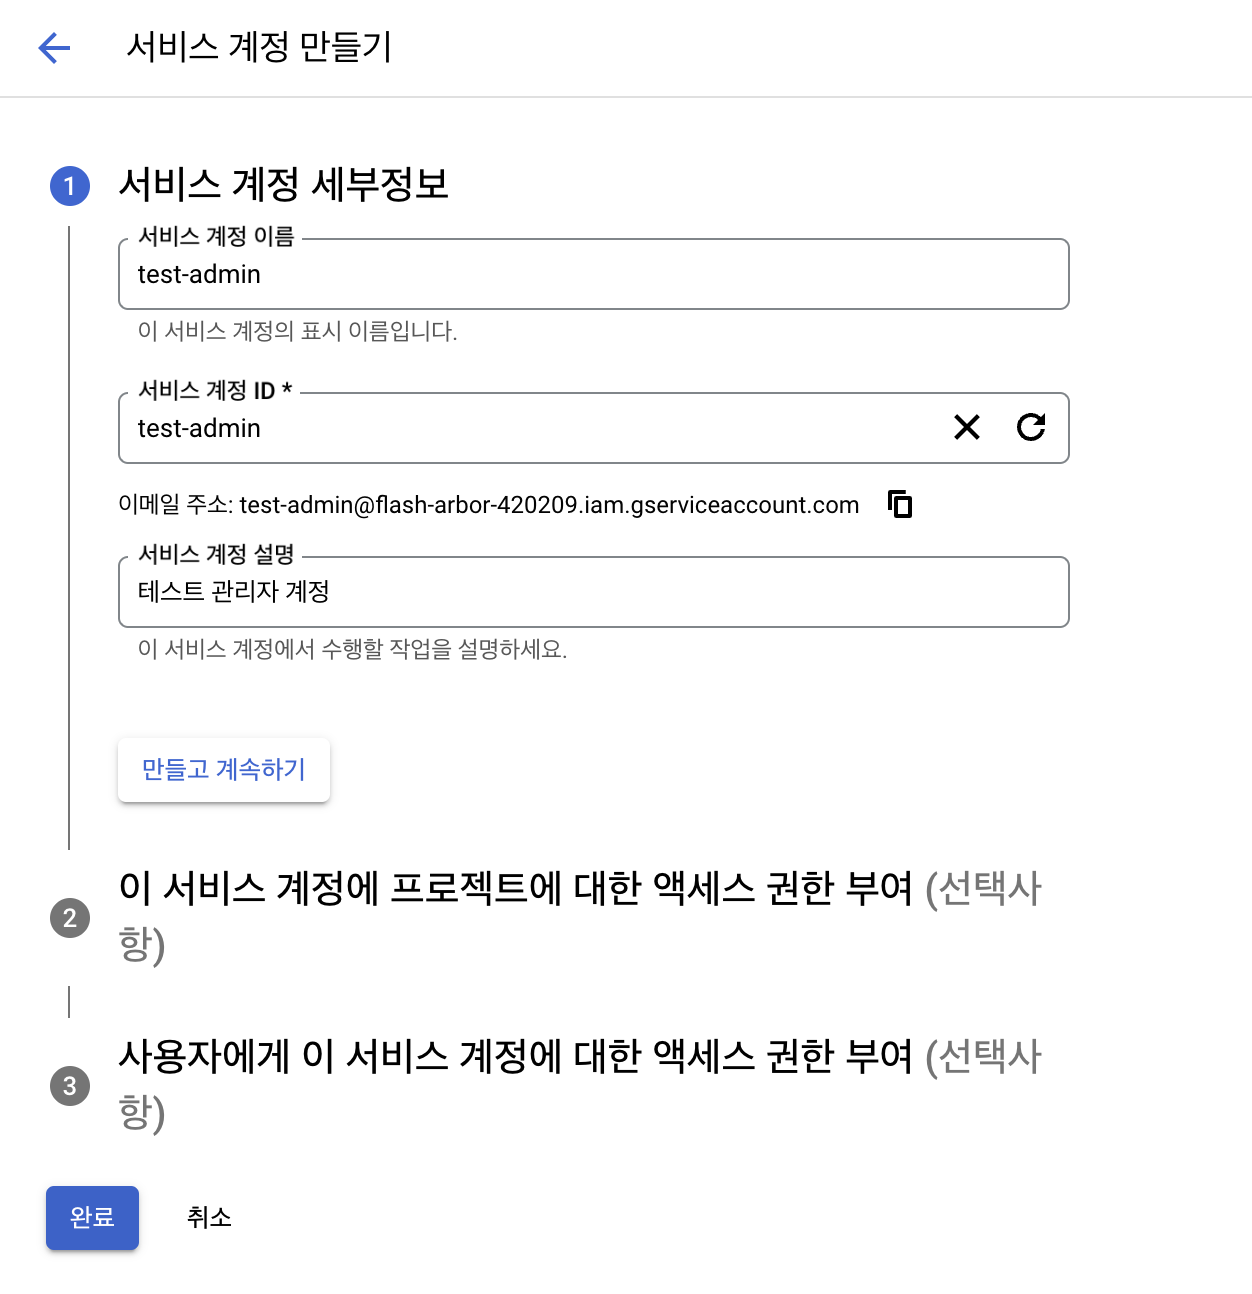 서비스 계정 만들기
1 서비스 계정 세부정보
서비스 계정 이름
test-admin
이 서비스 계정의 표시 이름입니다.
서비스 계정 ID *
test-admin
이메일 주소: test-admin@flash-arbor-420209.iam.gserviceaccount.com
서비스 계정 설명
테스트 관리자 계정
이 서비스 계정에서 수행할 작업을 설명하세요.
만들고 계속하기
2 이 서비스 계정에 프로젝트에 대한 액세스 권한 부여 (선택사
항)
3 사용자에게 이 서비스 계정에 대한 액세스 권한 부여 (선택사
항)
완료 취소